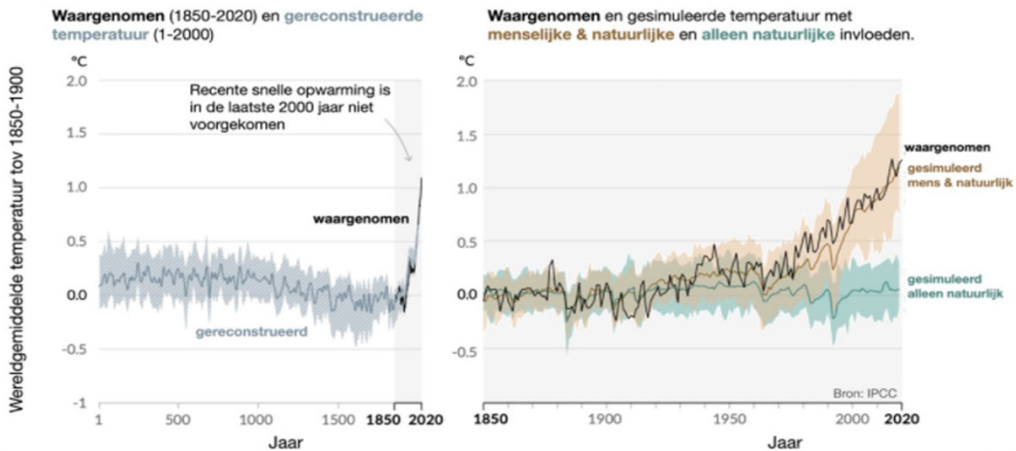 Waargenomen (1850-2020) en gereconstrueerde
temperatuur (1-2000)
Wereldgemiddelde temperatuur tov 1850-1900
°C
2.0
1.5
1.0
0.5
0.0
-0.5
-1
Recente snelle opwarming is
in de laatste 2000 jaar niet
voorgekomen
waargenomen
gereconstrueerd
1 500 1000 1500 1850 2020
Jaar
Waargenomen en gesimuleerde temperatuur met
menselijke & natuurlijke en alleen natuurlijke invloeden.
°C
2.0
1.5
1.0
0.5
0.0
-0.5
waargenomen
gesimuleerd
mens & natuurlijk
gesimuleerd
alleen natuurlijk
Bron: IPCC
1850 1900 1950 2000 2020
Jaar